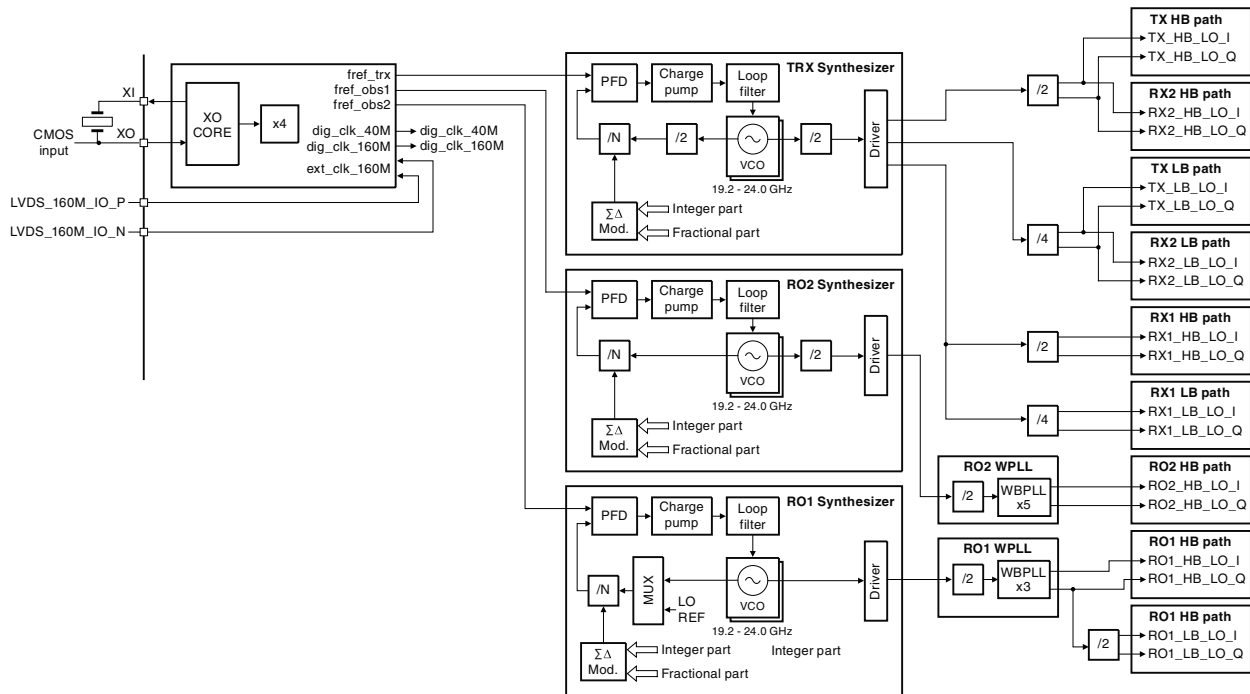 XI
CMOS
input
XO
LVDS_160M_IO_P
LVDS_160M_IO_N
XO
CORE
x4
fref_trx
fref_obs1
fref_obs2
dig_clk_40M
dig_clk_160M
ext_clk_160M
dig_clk_40M
dig_clk_160M
TRX Synthesizer
PFD
Charge
pump
Loop
filter
/N
/2
VCO
/2
Driver
19.2 - 24.0 GHz
ΣΔ
Mod.
Integer part
Fractional part
RO2 Synthesizer
PFD
Charge
pump
Loop
filter
/N
VCO
/2
Driver
19.2 - 24.0 GHz
ΣΔ
Mod.
Integer part
Fractional part
RO1 Synthesizer
PFD
Charge
pump
Loop
filter
/N
MUX
LO
REF
VCO
Driver
19.2 - 24.0 GHz
ΣΔ
Mod.
Integer part
Integer part
Fractional part
/2
/4
/2
/4
RO2 WPLL
/2
WBPLL
x5
RO1 WPLL
/2
WBPLL
x3
/2
TX HB path
TX_HB_LO_I
TX_HB_LO_Q
RX2 HB path
RX2_HB_LO_I
RX2_HB_LO_Q
TX LB path
TX_LB_LO_I
TX_LB_LO_Q
RX2 LB path
RX2_LB_LO_I
RX2_LB_LO_Q
RX1 HB path
RX1_HB_LO_I
RX1_HB_LO_Q
RX1 LB path
RX1_LB_LO_I
RX1_LB_LO_Q
RO2 HB path
RO2_HB_LO_I
RO2_HB_LO_Q
RO1 HB path
RO1_HB_LO_I
RO1_HB_LO_Q
RO1 HB path
RO1_LB_LO_I
RO1_LB_LO_Q